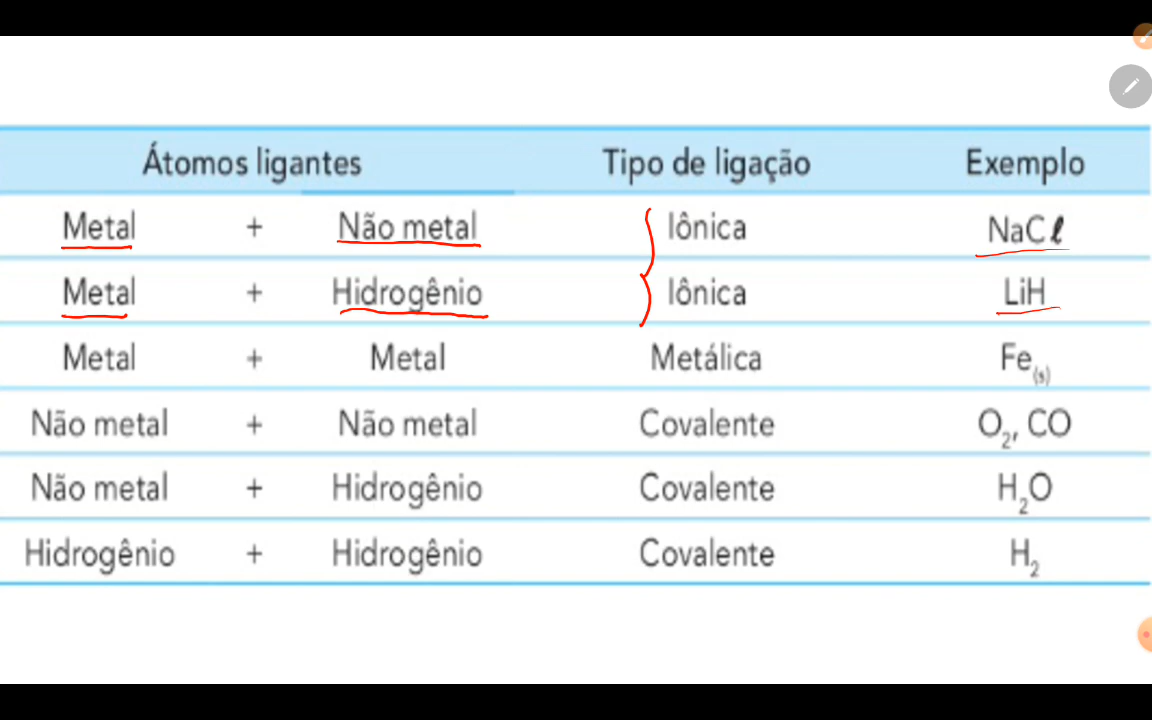 Átomos ligantes Tipo de ligação Exemplo
Metal + Não metal Iônica NaCℓ
Metal + Hidrogênio Iônica LiH
Metal + Metal Metálica Fe(s)
Não metal + Não metal Covalente O₂, CO
Não metal + Hidrogênio Covalente H₂O
Hidrogênio + Hidrogênio Covalente H₂